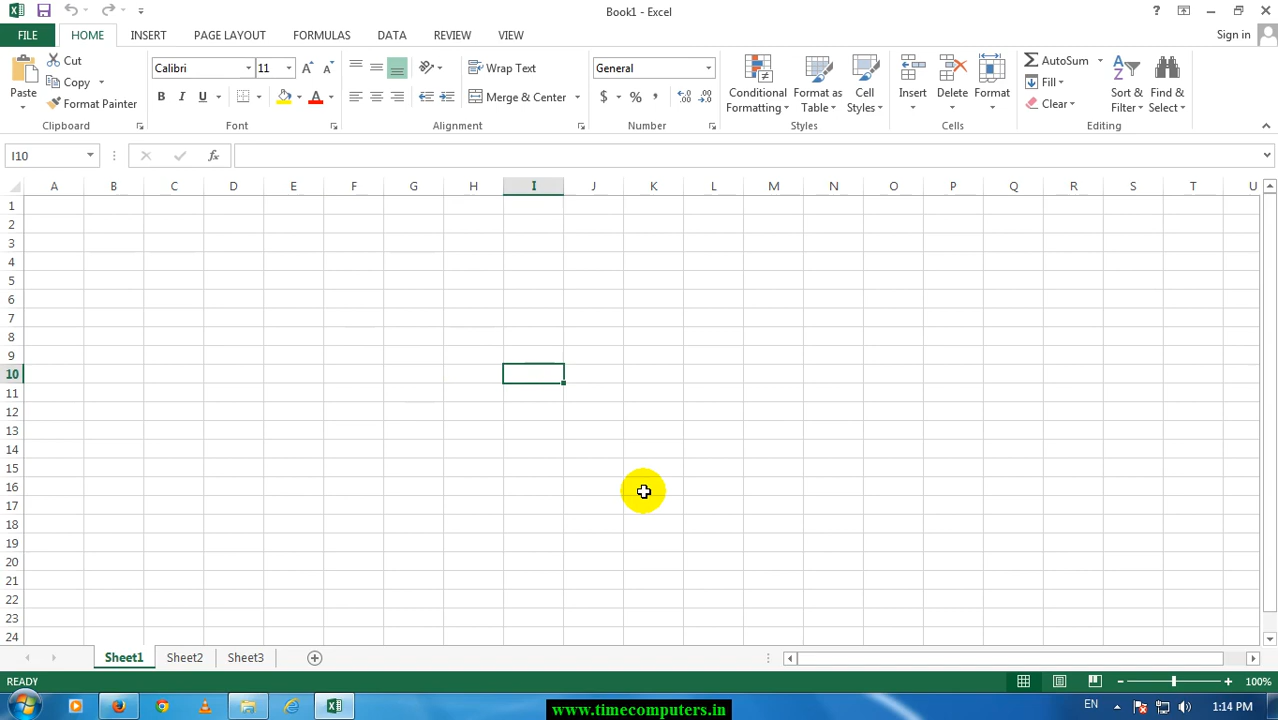 Book1 - Excel
?
FILE HOME INSERT PAGE LAYOUT FORMULAS DATA REVIEW VIEW
Sign in
Paste
Cut
Copy
Format Painter
Clipboard
Calibri 11
B I U A
Font
Wrap Text
Merge & Center
Alignment
General
$ % ,
Number
Conditional Formatting
Format as Table
Cell Styles
Styles
Insert
Delete
Format
Cells
AutoSum
Fill
Clear
Sort & Filter
Find & Select
Editing
I10
fx
A B C D E F G H I J K L M N O P Q R S T U
1
2
3
4
5
6
7
8
9
10
11
12
13
14
15
16
17
18
19
20
21
22
23
24
Sheet1 Sheet2 Sheet3
READY
100%
www.timecomputers.in
EN
1:14 PM